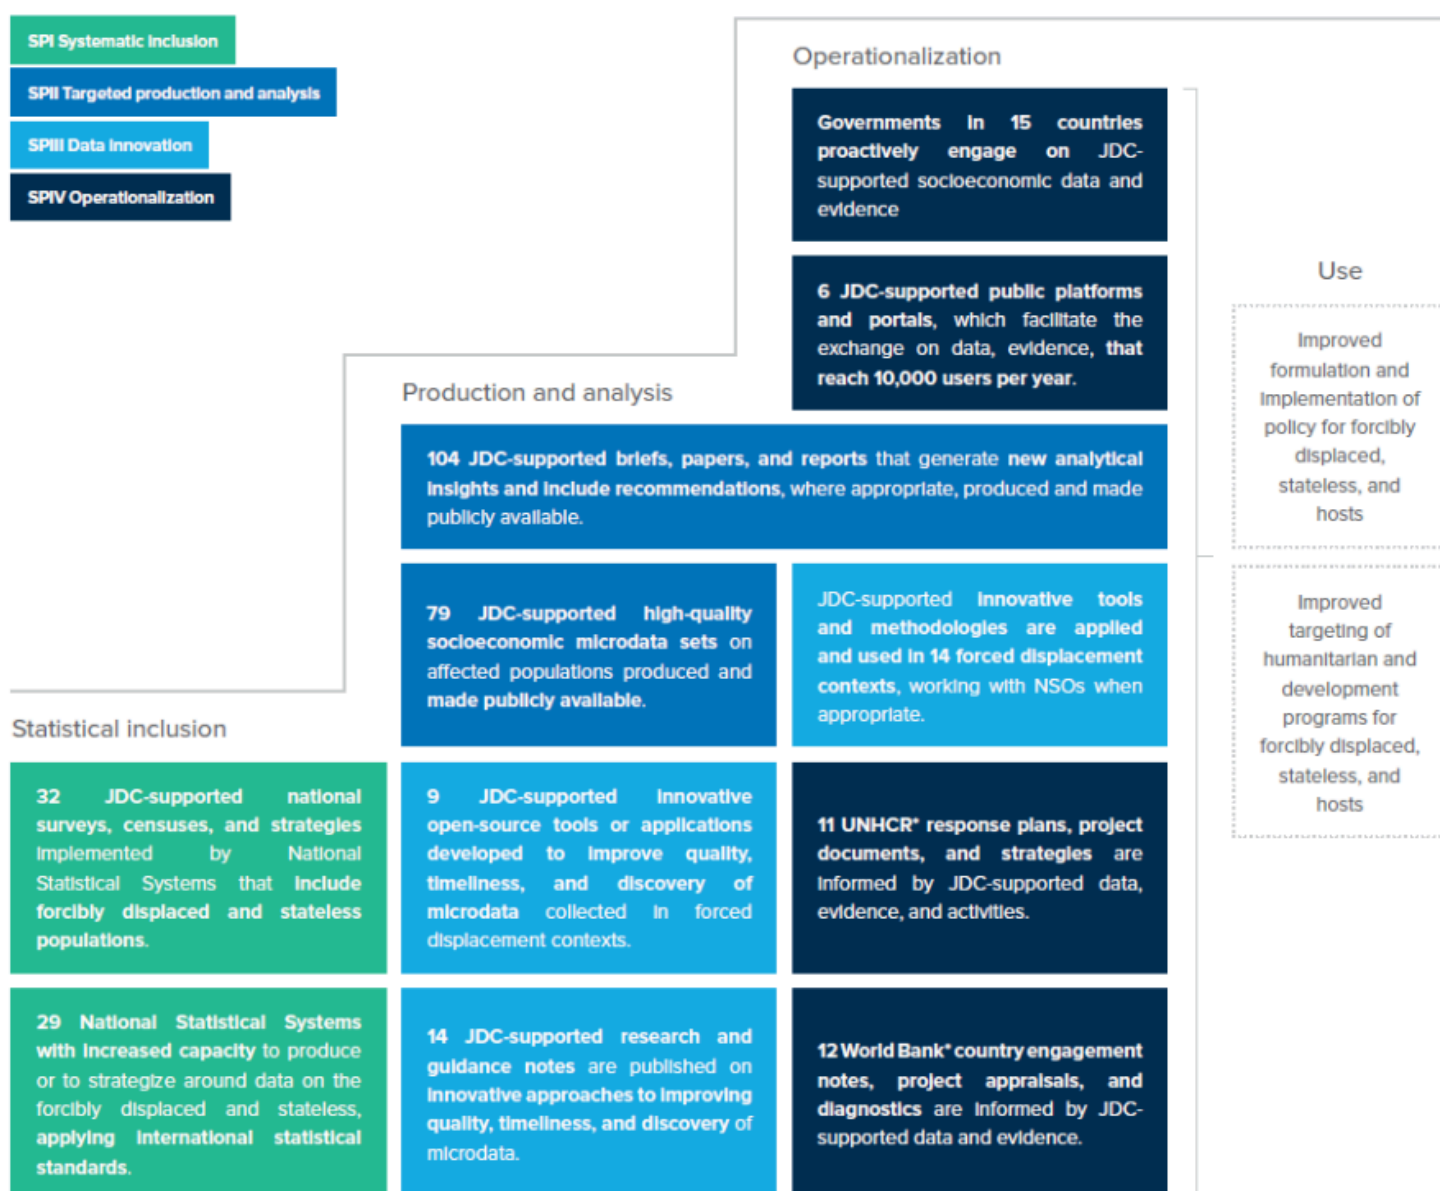 SPI Systematic inclusion
SPII Targeted production and analysis
SPIII Data innovation
SPIV Operationalization
Operationalization
Governments in 15 countries
proactively engage on JDC-
supported socioeconomic data and
evidence
6 JDC-supported public platforms
and portals, which facilitate the
exchange on data, evidence, that
reach 10,000 users per year.
Production and analysis
104 JDC-supported briefs, papers, and reports that generate new analytical
insights and include recommendations, where appropriate, produced and made
publicly available.
79 JDC-supported high-quality
socioeconomic microdata sets on
affected populations produced and
made publicly available.
JDC-supported innovative tools
and methodologies are applied
and used in 14 forced displacement
contexts, working with NSOs when
appropriate.
Statistical inclusion
32 JDC-supported national
surveys, censuses, and strategies
implemented by National
Statistical Systems that include
forcibly displaced and stateless
populations.
9 JDC-supported innovative
open-source tools or applications
developed to improve quality,
timeliness, and discovery of
microdata collected in forced
displacement contexts.
11 UNHCR* response plans, project
documents, and strategies are
informed by JDC-supported data,
evidence, and activities.
29 National Statistical Systems
with increased capacity to produce
or to strategize around data on the
forcibly displaced and stateless,
applying international statistical
standards.
14 JDC-supported research and
guidance notes are published on
innovative approaches to improving
quality, timeliness, and discovery of
microdata.
12 World Bank* country engagement
notes, project appraisals, and
diagnostics are informed by JDC-
supported data and evidence.
Use
Improved
formulation and
implementation of
policy for forcibly
displaced,
stateless, and
hosts
Improved
targeting of
humanitarian and
development
programs for
forcibly displaced,
stateless, and
hosts